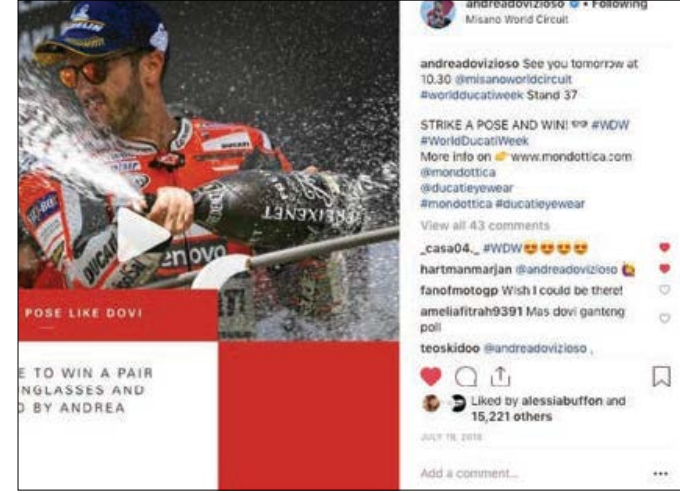 FREIXENET
DUCATI
DUCATI
enovo
POSE LIKE DOVI
E TO WIN A PAIR
NGLASSES AND
D BY ANDREA
andreadovizioso • Following
Misano World Circuit
andreadovizioso See you tomorrow at
10.30 @misanoworldcircuit
#worldducatiweek Stand 37
STRIKE A POSE AND WIN! 🕶 #WDW
#WorldDucatiWeek
More info on 👉www.mondottica.com
@mondottica
@ducatieyewear
#mondottica #ducatieyewear
View all 43 comments
_casa04._ #WDW😍😍😍😍
hartmanmarjan @andreadovizioso 🙋
fanofmotogp Wish I could be there!
ameliafitrah9391 Mas dovi ganteng
poll
teoskidoo @andreadovizioso ,
Liked by alessiabuffon and
15,221 others
Add a comment...